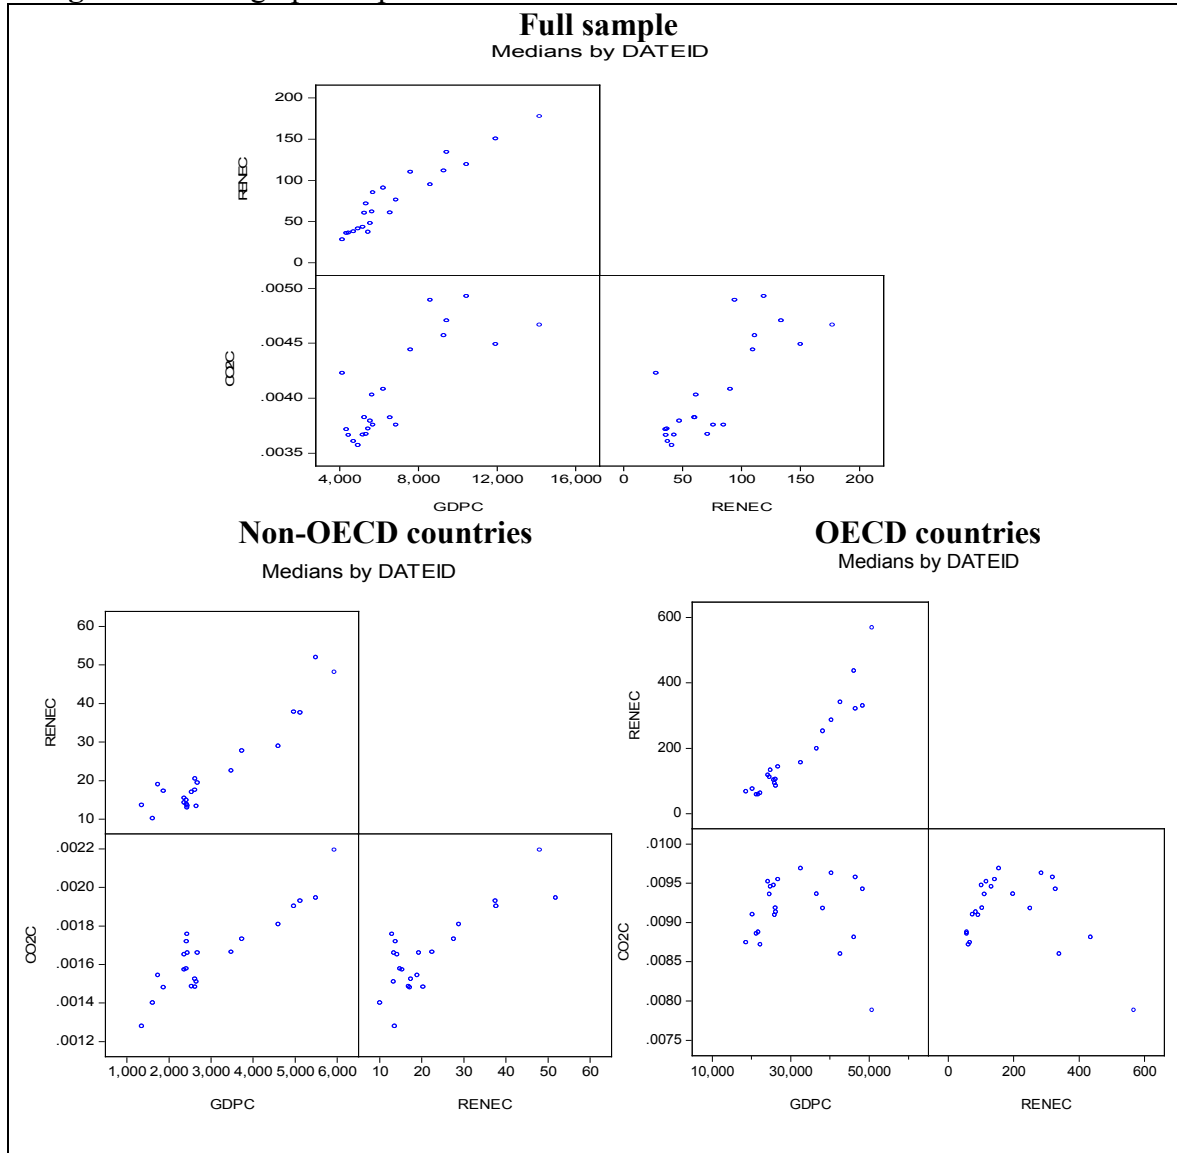 Full sample
Medians by DATEID
200
150
RENEC
100
50
0
.0050
.0045
CO2C
.0040
.0035
4,000 8,000 12,000 16,000 0 50 100 150 200
GDPC RENEC
Non-OECD countries OECD countries
Medians by DATEID Medians by DATEID
60
50
40
RENEC
30
20
10
.0022
.0020
.0018
CO2C
.0016
.0014
.0012
1,000 2,000 3,000 4,000 5,000 6,000 10 20 30 40 50 60
GDPC RENEC
600
400
RENEC
200
0
.0100
.0095
.0090
CO2C
.0085
.0080
.0075
10,000 30,000 50,000 0 200 400 600
GDPC RENEC